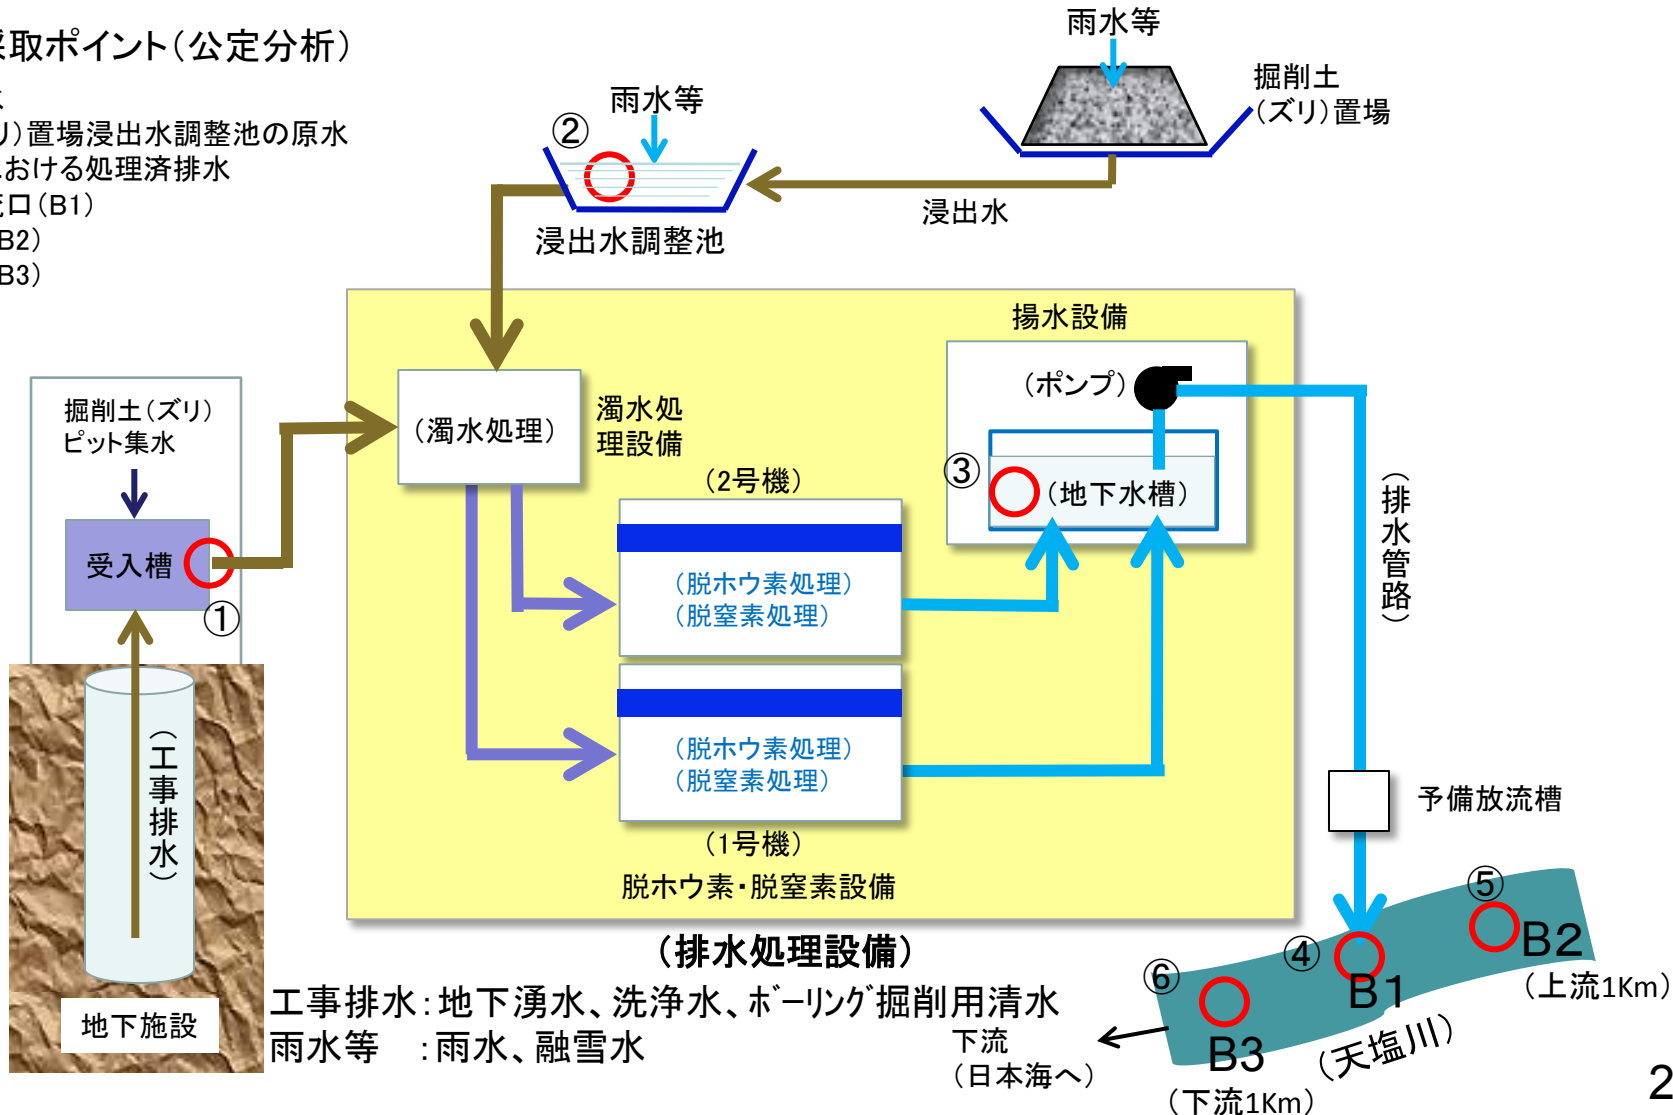 採取ポイント（公定分析）
水
リ）置場浸出水調整池の原水
における処理済排水
流口（B1）
B2）
B3）
雨水等
掘削土
（ズリ）置場
雨水等
②
浸出水
浸出水調整池
揚水設備
（ポンプ）
掘削土（ズリ）
ピット集水
（濁水処理）
濁水処
理設備
③
（地下水槽）
（2号機）
（排水管路）
受入槽
①
（脱ホウ素処理）
（脱窒素処理）
（脱ホウ素処理）
（脱窒素処理）
（工事排水）
（1号機）
脱ホウ素・脱窒素設備
予備放流槽
（排水処理設備）
⑤
B2
（上流1Km）
④
B1
⑥
B3
（下流1Km）
（天塩川）
下流
（日本海へ）
地下施設
工事排水：地下湧水、洗浄水、ﾎﾞｰﾘﾝｸﾞ掘削用清水
雨水等　：雨水、融雪水
2